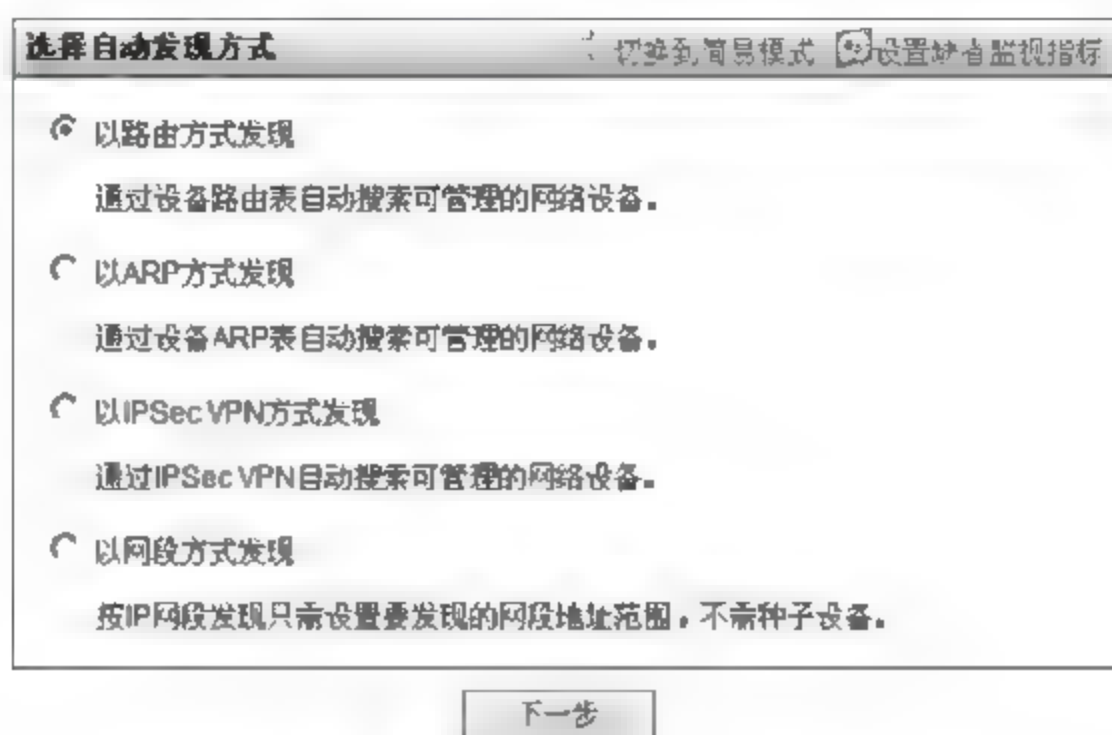 选择自动发现方式 切换到简易模式 设置缺省监视指标
以路由方式发现
通过设备路由表自动搜索可管理的网络设备。
以ARP方式发现
通过设备ARP表自动搜索可管理的网络设备。
以IPSec VPN方式发现
通过IPSec VPN自动搜索可管理的网络设备。
以网段方式发现
按IP网段发现只需设置要发现的网段地址范围，不需种子设备。
下一步